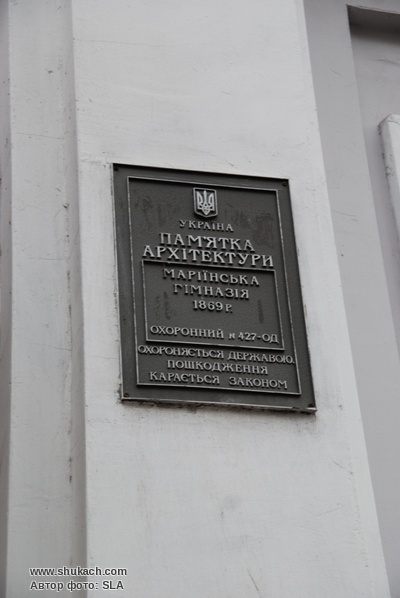 УКРАЇНА
ПАМ'ЯТКА
АРХІТЕКТУРИ
МАРІЇНСЬКА
ГІМНАЗІЯ
1869 Р.
ОХОРОННИЙ N 427-ОД
ОХОРОНЯЄТЬСЯ ДЕРЖАВОЮ,
ПОШКОДЖЕННЯ
КАРАЄТЬСЯ ЗАКОНОМ
www.shukach.com
Автор фото: SLA